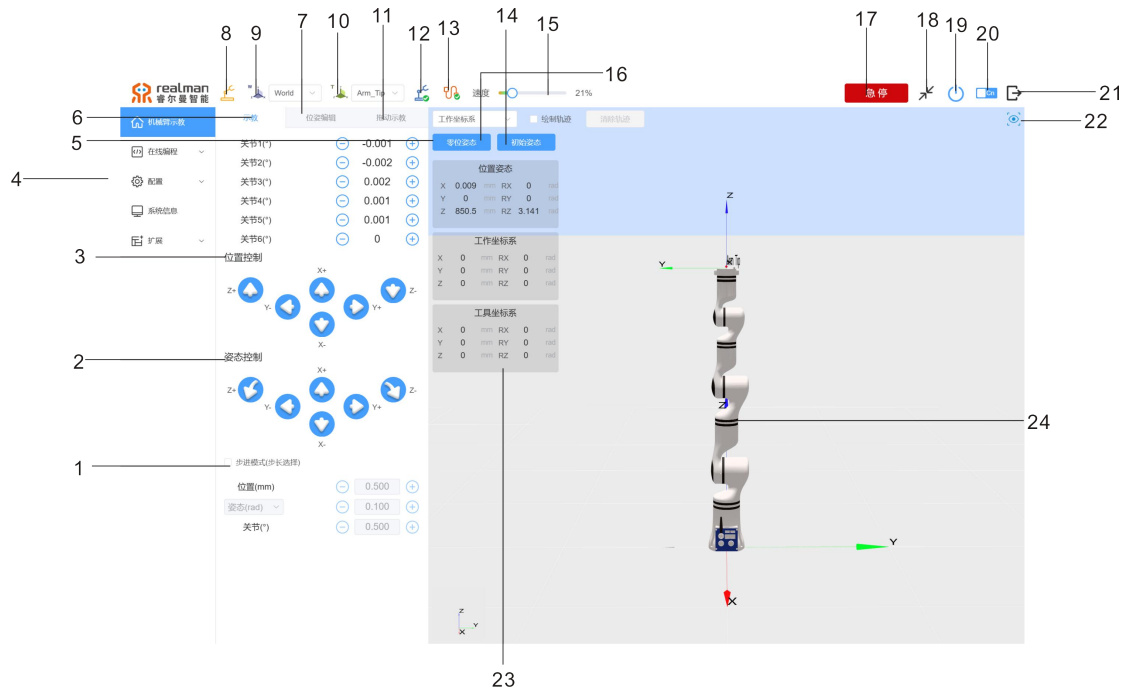 7 8 9 10 11 12 13 14 15 16 17 18 19 20 21 22
realman
睿尔曼智能
W World T Arm_Tip 速度 21% 急停 Cn
机械臂示教 示教 位姿编辑 拖动示教 工作坐标系 绘制轨迹 清除轨迹
6
5
零位姿态 初始姿态
关节1(°) -0.001
在线编程
关节2(°) -0.002
位置姿态
4 配置
关节3(°) 0.002
X 0.009 mm RX 0 rad
关节4(°) 0.001
Y 0 mm RY 0 rad
系统信息
Z 850.5 mm RZ 3.141 rad
关节5(°) 0.001
扩展
关节6(°) 0
工作坐标系
3 位置控制
X 0 mm RX 0 rad
Y 0 mm RY 0 rad
Z 0 mm RZ 0 rad
X+
Z+ Z-
Y- Y+
X-
工具坐标系
X 0 mm RX 0 rad
Y 0 mm RY 0 rad
Z 0 mm RZ 0 rad
2 姿态控制
X+
Z+ Z-
Y- Y+
X-
1 步进模式(步长选择)
位置(mm) 0.500
姿态(rad) 0.100
关节(°) 0.500
Z
Y
Z
24
Y
X
Z
Y
X
23